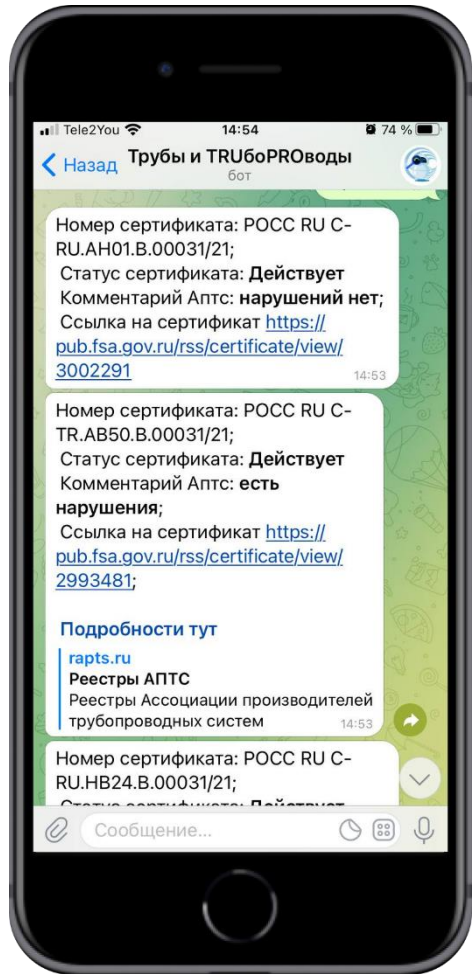 Tele2You 14:54 74 %
Назад Трубы и TRUбоPROводы
бот
Номер сертификата: РОСС RU С-
RU.АН01.В.00031/21;
Статус сертификата: Действует
Комментарий Аптс: нарушений нет;
Ссылка на сертификат https://
pub.fsa.gov.ru/rss/certificate/view/
3002291
14:53
Номер сертификата: РОСС RU С-
TR.АВ50.В.00031/21;
Статус сертификата: Действует
Комментарий Аптс: есть
нарушения;
Ссылка на сертификат https://
pub.fsa.gov.ru/rss/certificate/view/
2993481;
Подробности тут
rapts.ru
Реестры АПТС
Реестры Ассоциации производителей
трубопроводных систем 14:53
Номер сертификата: РОСС RU С-
RU.НВ24.В.00031/21;
Статус сертификата: Действует
Сообщение...